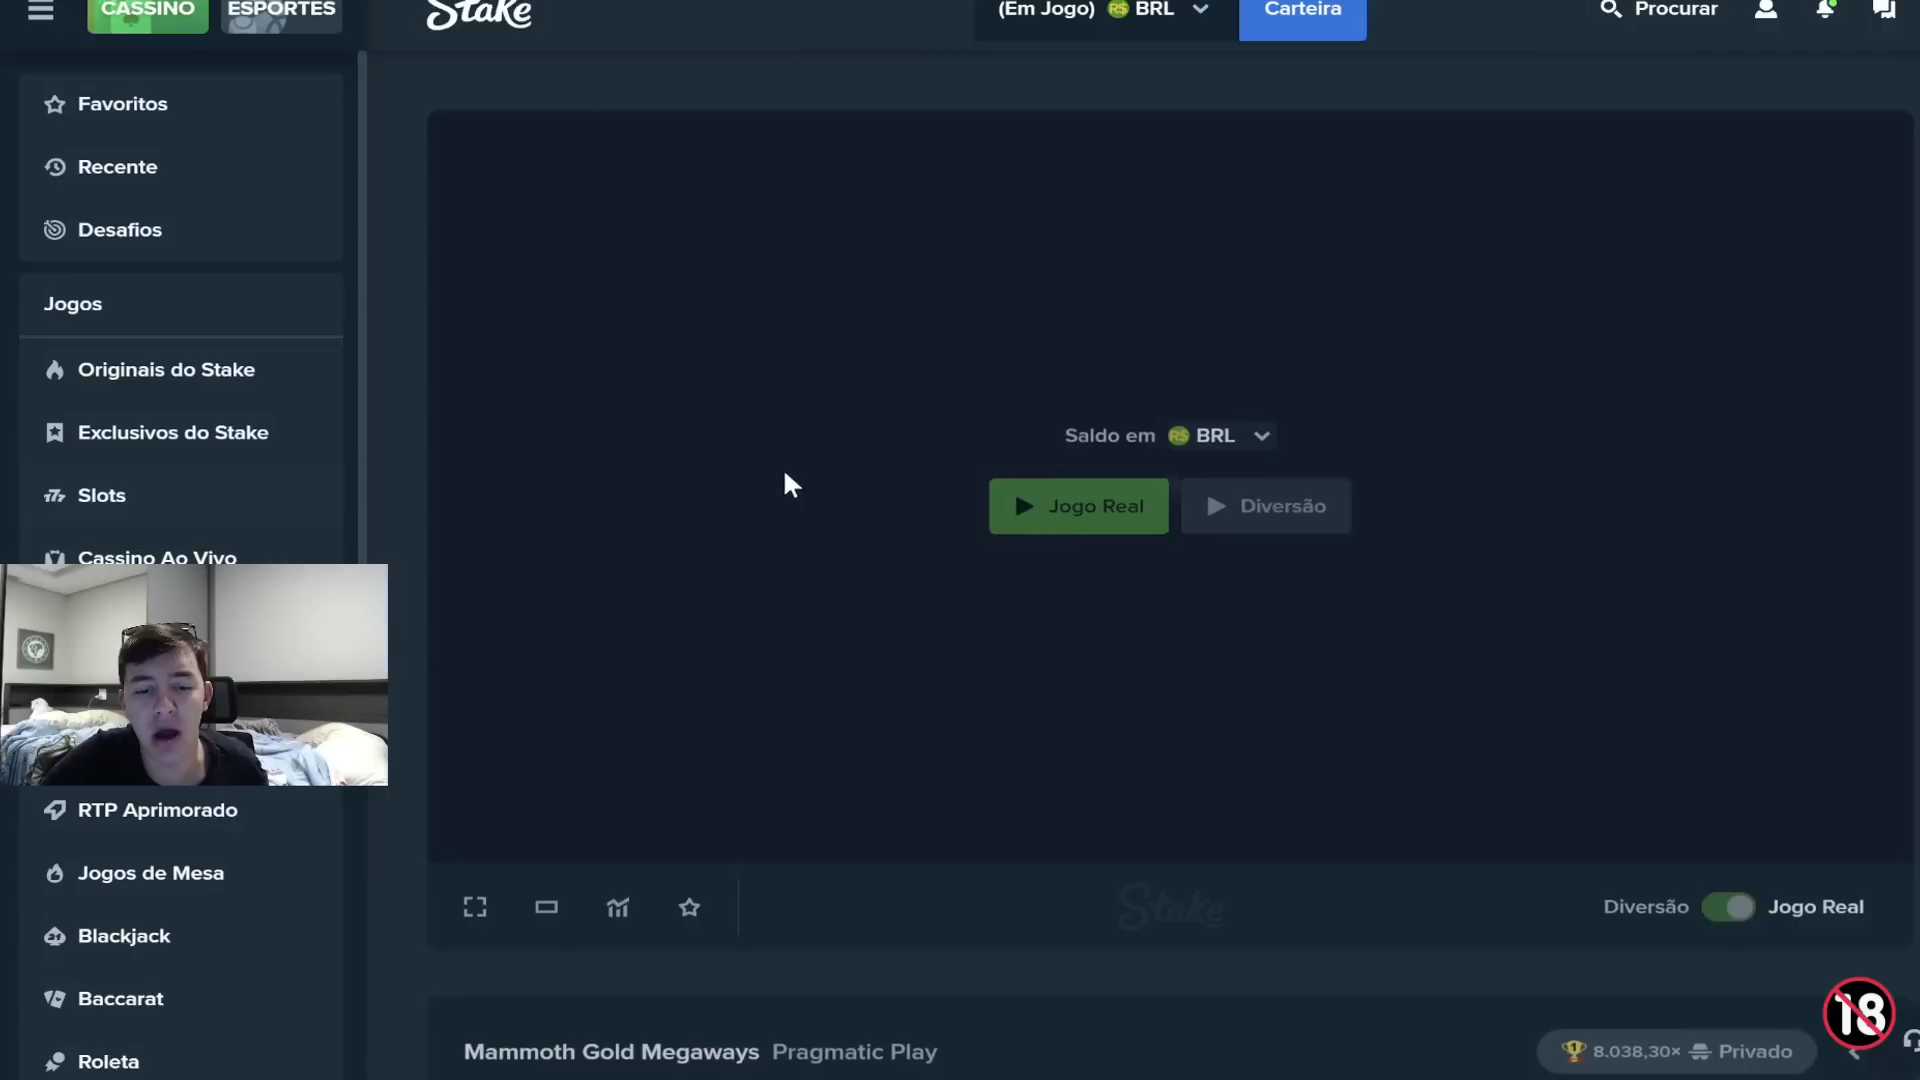 CASSINO
ESPORTES
Stake
(Em Jogo) R$ BRL
Carteira
Procurar
Favoritos
Recente
Desafios
Jogos
Originais do Stake
Exclusivos do Stake
Slots
Cassino Ao Vivo
RTP Aprimorado
Jogos de Mesa
Blackjack
Baccarat
Roleta
Saldo em R$ BRL
Jogo Real
Diversão
Stake
Diversão
Jogo Real
Mammoth Gold Megaways Pragmatic Play
1 8.038,30× Privado
18